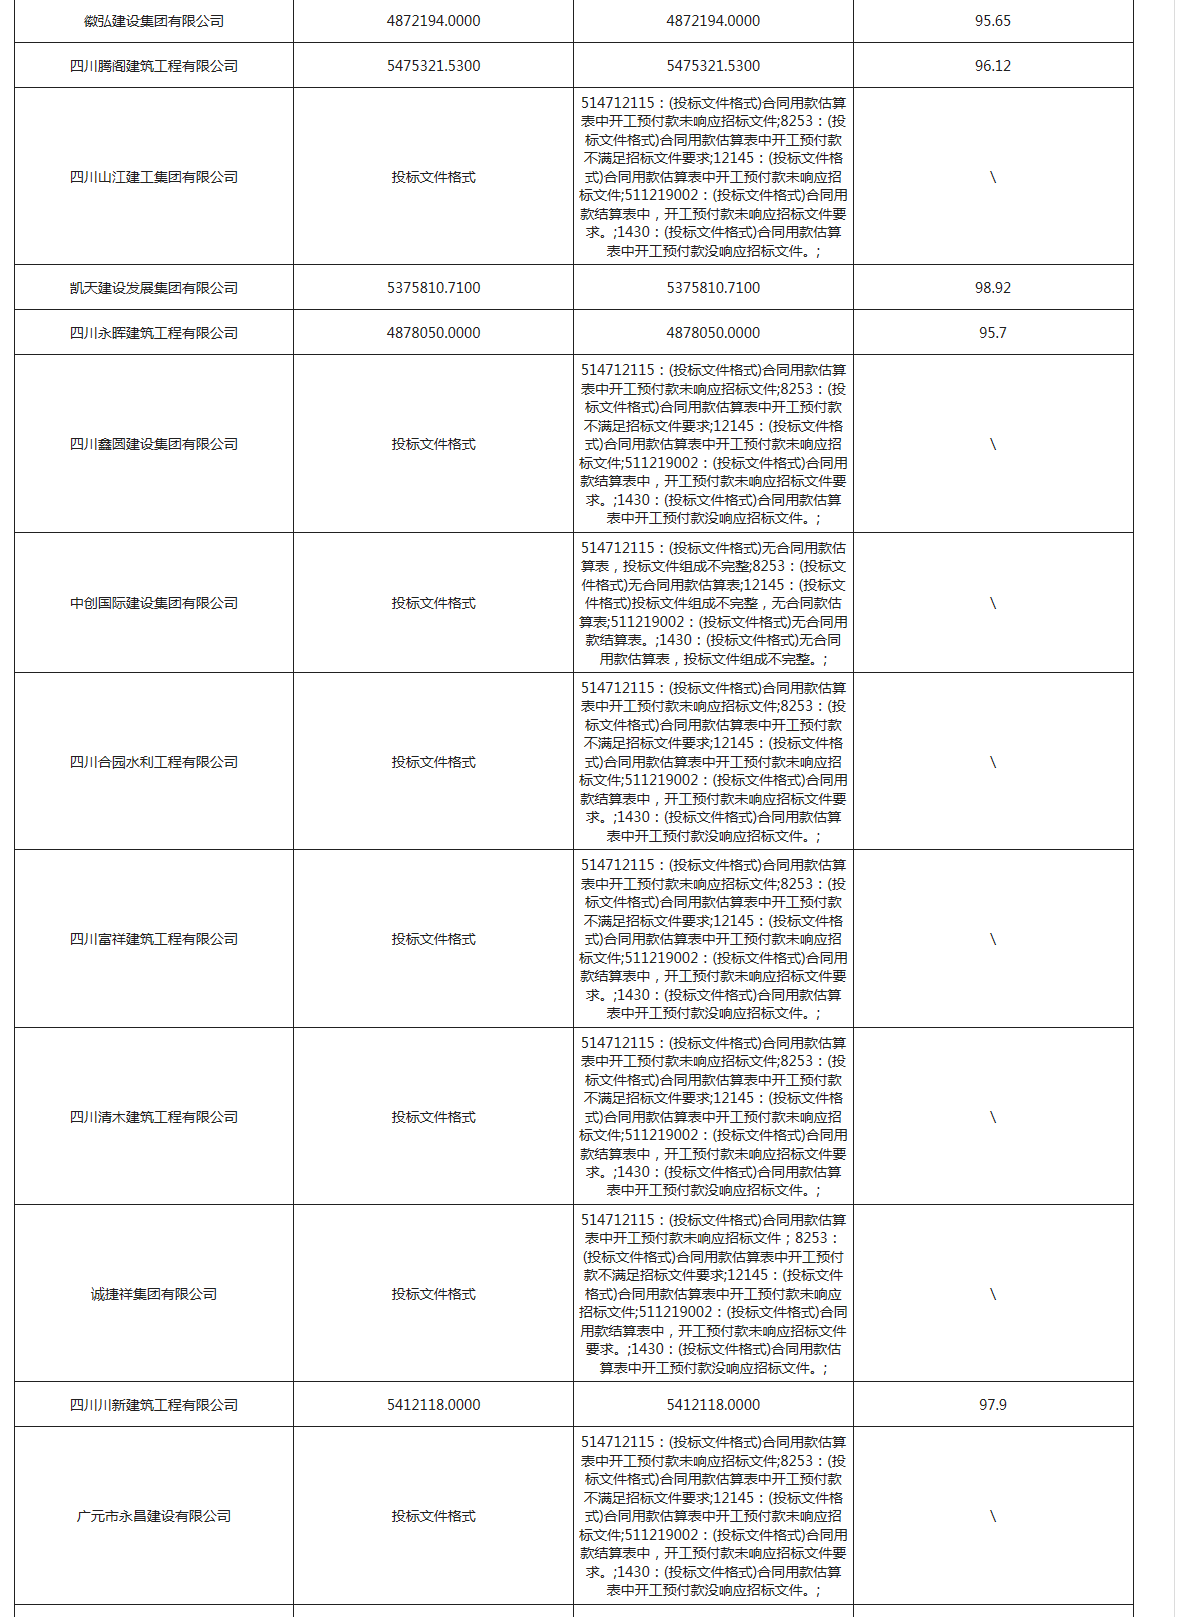 徽弘建设集团有限公司 4872194.0000 4872194.0000 95.65
四川腾阁建筑工程有限公司 5475321.5300 5475321.5300 96.12
四川山江建工集团有限公司 投标文件格式
514712115：(投标文件格式)合同用款估算
表中开工预付款未响应招标文件;8253：(投
标文件格式)合同用款估算表中开工预付款
不满足招标文件要求;12145：(投标文件格
式)合同用款估算表中开工预付款未响应招
标文件;511219002：(投标文件格式)合同用
款结算表中，开工预付款未响应招标文件要
求。;1430：(投标文件格式)合同用款估算
表中开工预付款没响应招标文件。;
\
凯天建设发展集团有限公司 5375810.7100 5375810.7100 98.92
四川永晖建筑工程有限公司 4878050.0000 4878050.0000 95.7
四川鑫圆建设集团有限公司 投标文件格式
514712115：(投标文件格式)合同用款估算
表中开工预付款未响应招标文件;8253：(投
标文件格式)合同用款估算表中开工预付款
不满足招标文件要求;12145：(投标文件格
式)合同用款估算表中开工预付款未响应招
标文件;511219002：(投标文件格式)合同用
款结算表中，开工预付款未响应招标文件要
求。;1430：(投标文件格式)合同用款估算
表中开工预付款没响应招标文件。;
\
中创国际建设集团有限公司 投标文件格式
514712115：(投标文件格式)无合同用款估
算表，投标文件组成不完整;8253：(投标文
件格式)无合同用款估算表;12145：(投标文
件格式)投标文件组成不完整，无合同款估
算表;511219002：(投标文件格式)无合同用
款结算表。;1430：(投标文件格式)无合同
用款估算表，投标文件组成不完整。;
\
四川合园水利工程有限公司 投标文件格式
514712115：(投标文件格式)合同用款估算
表中开工预付款未响应招标文件;8253：(投
标文件格式)合同用款估算表中开工预付款
不满足招标文件要求;12145：(投标文件格
式)合同用款估算表中开工预付款未响应招
标文件;511219002：(投标文件格式)合同用
款结算表中，开工预付款未响应招标文件要
求。;1430：(投标文件格式)合同用款估算
表中开工预付款没响应招标文件。;
\
四川富祥建筑工程有限公司 投标文件格式
514712115：(投标文件格式)合同用款估算
表中开工预付款未响应招标文件;8253：(投
标文件格式)合同用款估算表中开工预付款
不满足招标文件要求;12145：(投标文件格
式)合同用款估算表中开工预付款未响应招
标文件;511219002：(投标文件格式)合同用
款结算表中，开工预付款未响应招标文件要
求。;1430：(投标文件格式)合同用款估算
表中开工预付款没响应招标文件。;
\
四川清木建筑工程有限公司 投标文件格式
514712115：(投标文件格式)合同用款估算
表中开工预付款未响应招标文件;8253：(投
标文件格式)合同用款估算表中开工预付款
不满足招标文件要求;12145：(投标文件格
式)合同用款估算表中开工预付款未响应招
标文件;511219002：(投标文件格式)合同用
款结算表中，开工预付款未响应招标文件要
求。;1430：(投标文件格式)合同用款估算
表中开工预付款没响应招标文件。;
\
诚捷祥集团有限公司 投标文件格式
514712115：(投标文件格式)合同用款估算
表中开工预付款未响应招标文件；8253：
(投标文件格式)合同用款估算表中开工预付
款不满足招标文件要求;12145：(投标文件
格式)合同用款估算表中开工预付款未响应
招标文件;511219002：(投标文件格式)合同
用款结算表中，开工预付款未响应招标文件
要求。;1430：(投标文件格式)合同用款估
算表中开工预付款没响应招标文件。;
\
四川川新建筑工程有限公司 5412118.0000 5412118.0000 97.9
广元市永昌建设有限公司 投标文件格式
514712115：(投标文件格式)合同用款估算
表中开工预付款未响应招标文件;8253：(投
标文件格式)合同用款估算表中开工预付款
不满足招标文件要求;12145：(投标文件格
式)合同用款估算表中开工预付款未响应招
标文件;511219002：(投标文件格式)合同用
款结算表中，开工预付款未响应招标文件要
求。;1430：(投标文件格式)合同用款估算
表中开工预付款没响应招标文件。;
\